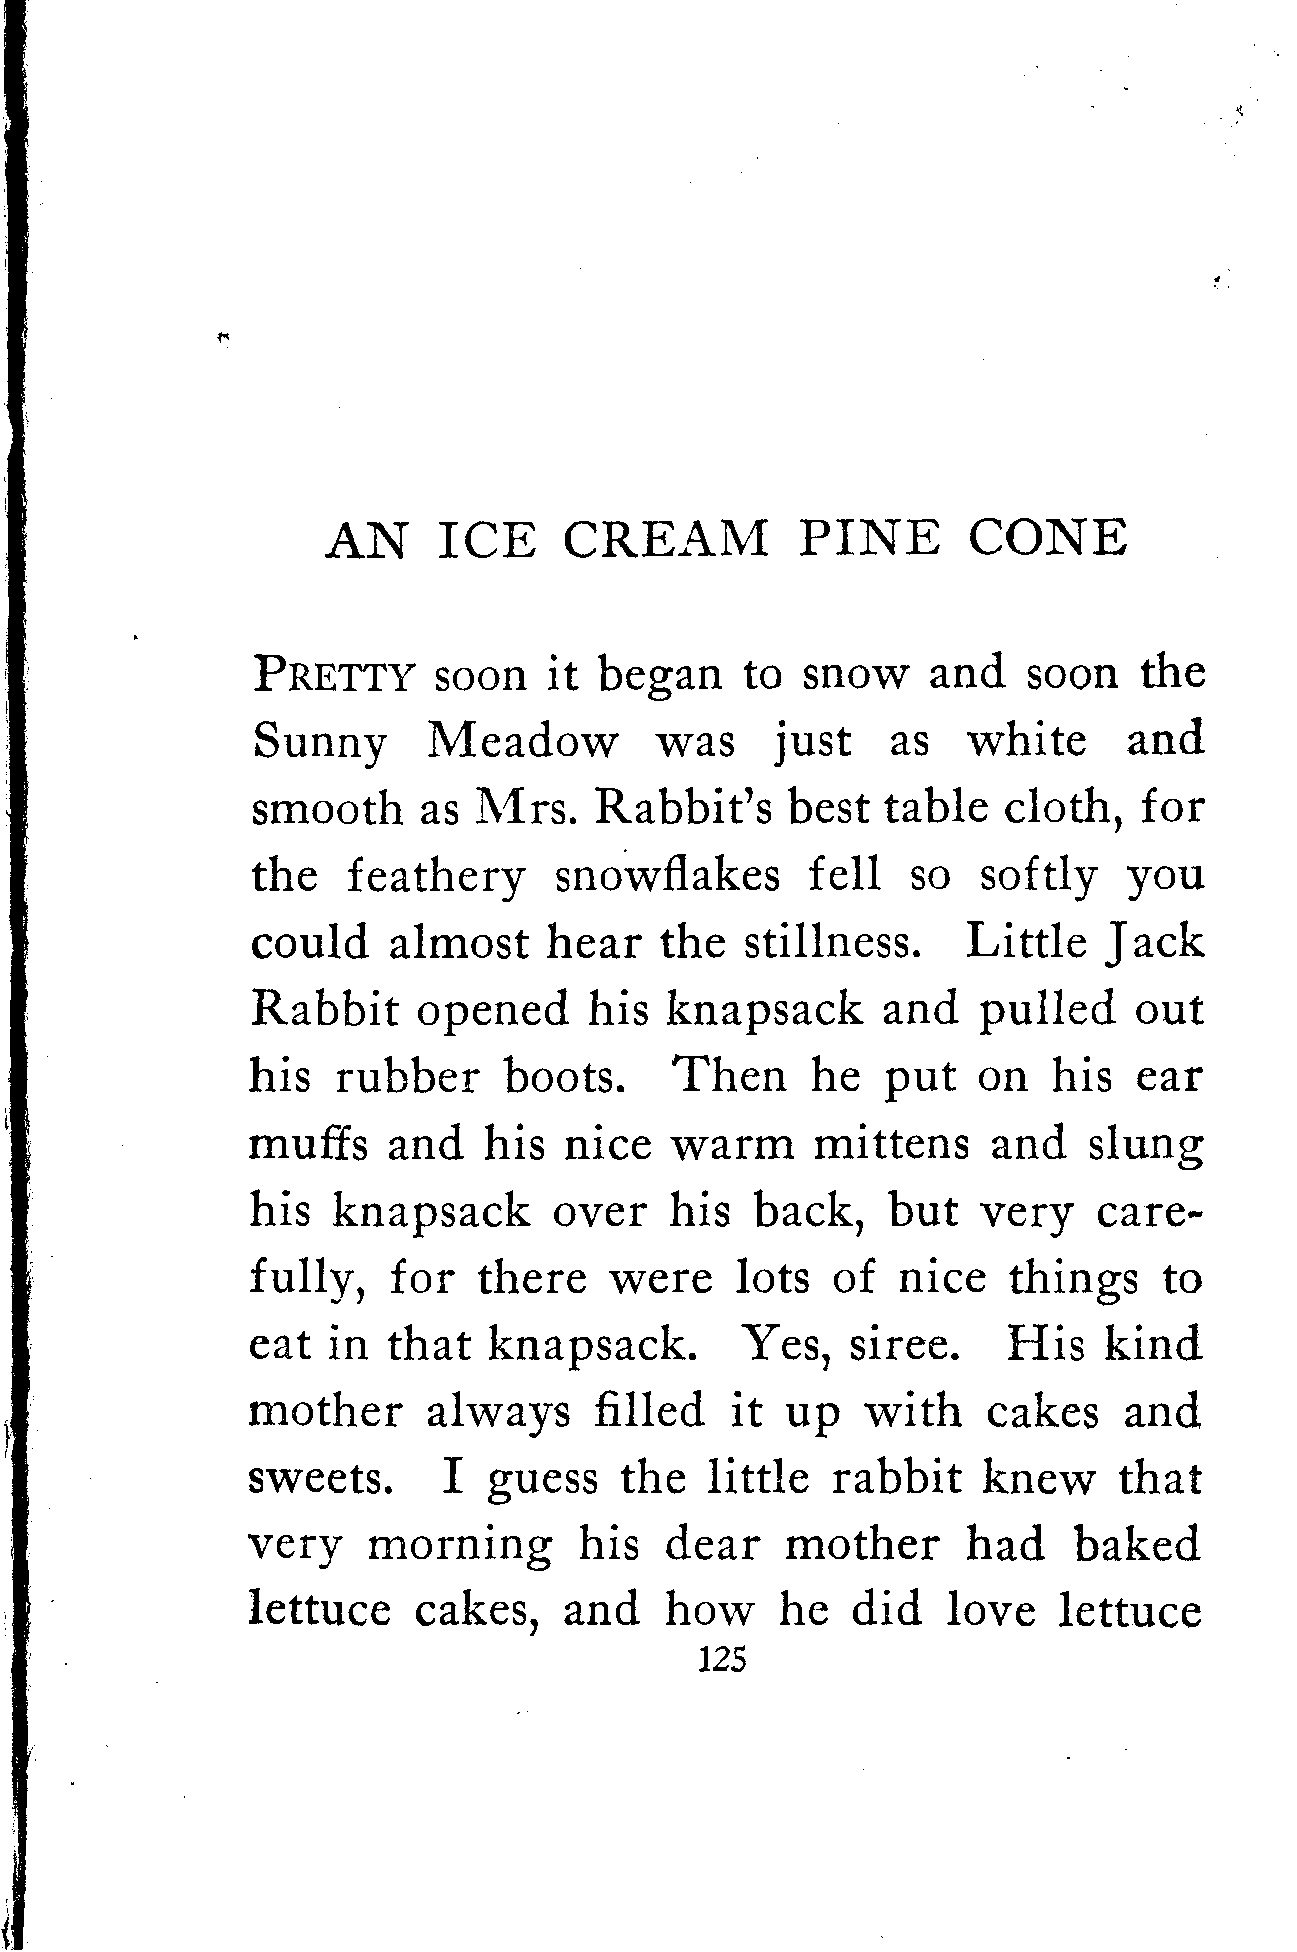 AN ICE CREAM PINE CONE
PRETTY soon it began to snow and soon the
Sunny Meadow was just as white and
smooth as Mrs. Rabbit's best table cloth, for
the feathery snowflakes fell so softly you
could almost hear the stillness. Little Jack
Rabbit opened his knapsack and pulled out
his rubber boots. Then he put on his ear
muffs and his nice warm mittens and slung
his knapsack over his back, but very care-
fully, for there were lots of nice things to
eat in that knapsack. Yes, siree. His kind
mother always filled it up with cakes and
sweets. I guess the little rabbit knew that
very morning his dear mother had baked
lettuce cakes, and how he did love lettuce
125